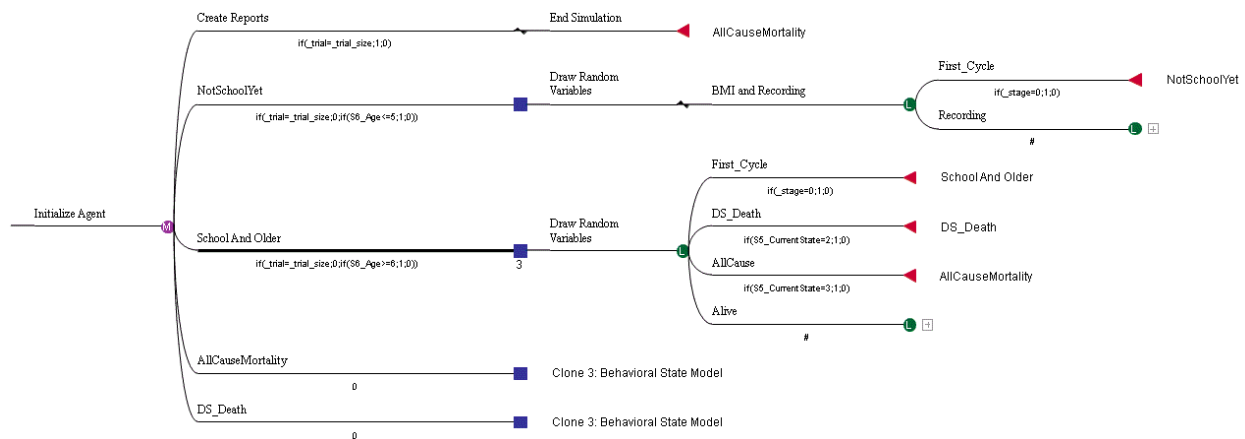 Create Reports
End Simulation
AllCauseMortality
if(_trial=_trial_size;1;0)
First_Cycle
NotSchoolYet
if(_stage=0;1;0)
NotSchoolYet
Draw Random
Variables
BMI and Recording
L
if(_trial=_trial_size;0;if(S6_Age<=5;1;0))
Recording
L
+
#
First_Cycle
School And Older
if(_stage=0;1;0)
Initialize Agent
M
DS_Death
DS_Death
School And Older
Draw Random
Variables
L
if(S5_CurrentState=2;1;0)
if(_trial=_trial_size;0;if(S6_Age>=6;1;0))
3
AllCause
AllCauseMortality
if(S5_CurrentState=3;1;0)
Alive
L
+
#
AllCauseMortality
Clone 3: Behavioral State Model
0
DS_Death
Clone 3: Behavioral State Model
0